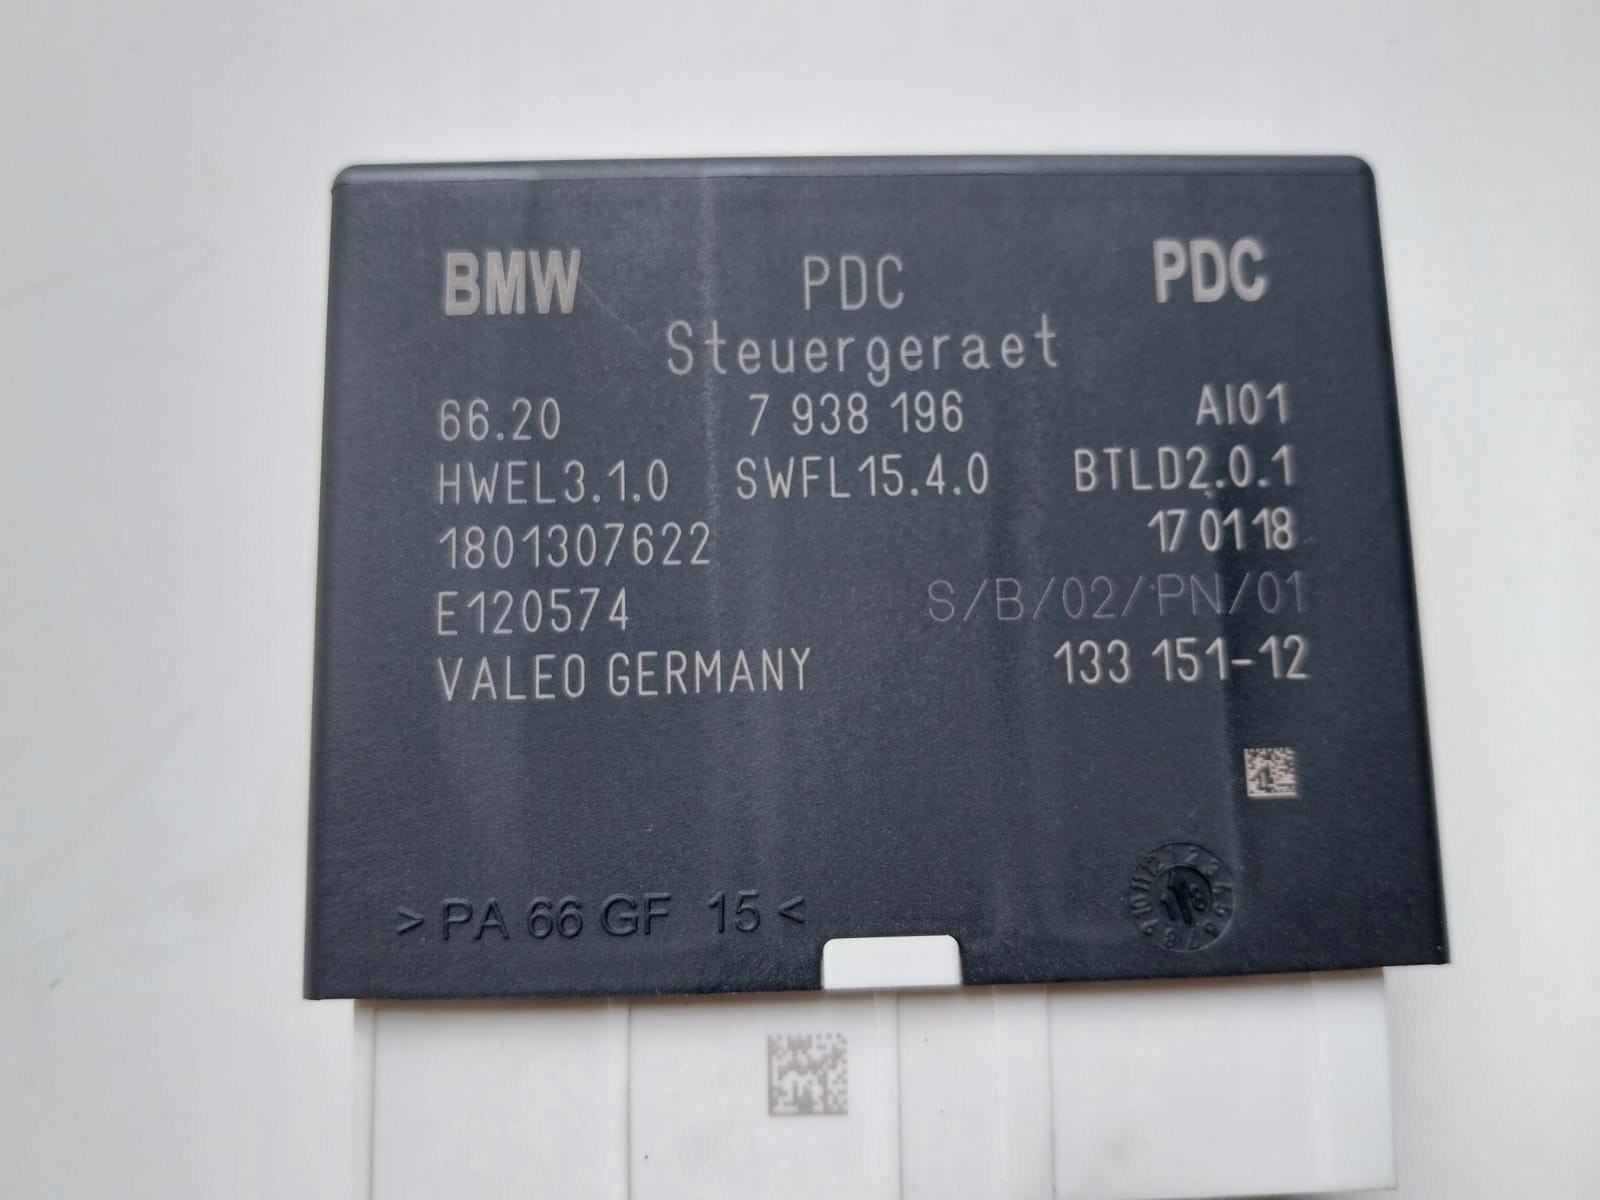 BMW PDC PDC
Steuergeraet
66.20 7 938 196 AI01
HWEL3.1.0 SWFL15.4.0 BTLD2.0.1
1801307622 17 01 18
E120574 S/B/02/PN/01
VALEO GERMANY 133 151-12
> PA 66 GF 15 <